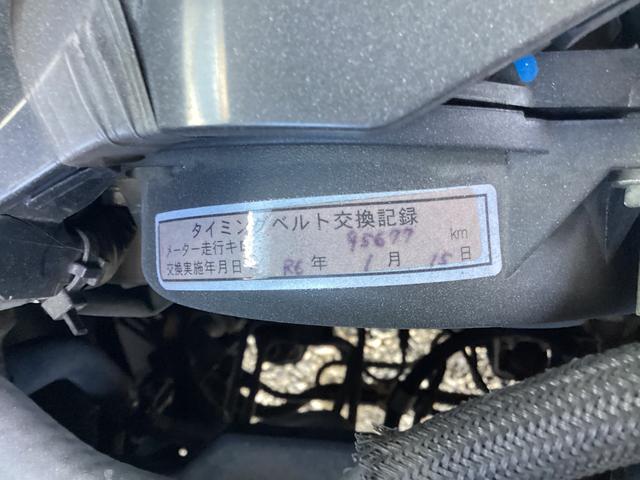 タイミングベルト交換記録
メーター走行キロ 95677 km
交換実施年月日 R6 年 1 月 15 日